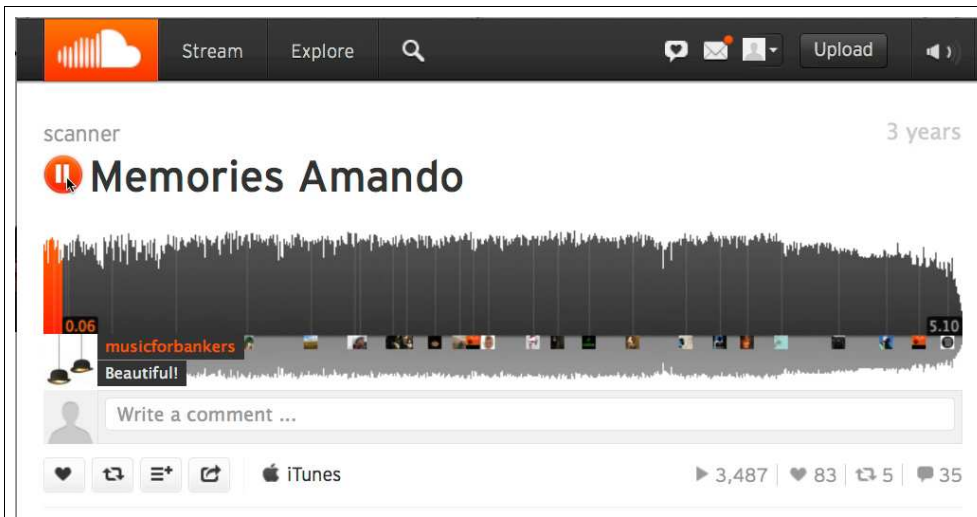 Stream Explore Upload
scanner 3 years
Memories Amando
0.06 5.10
musicforbankers
Beautiful!
Write a comment ...
iTunes 3,487 83 5 35